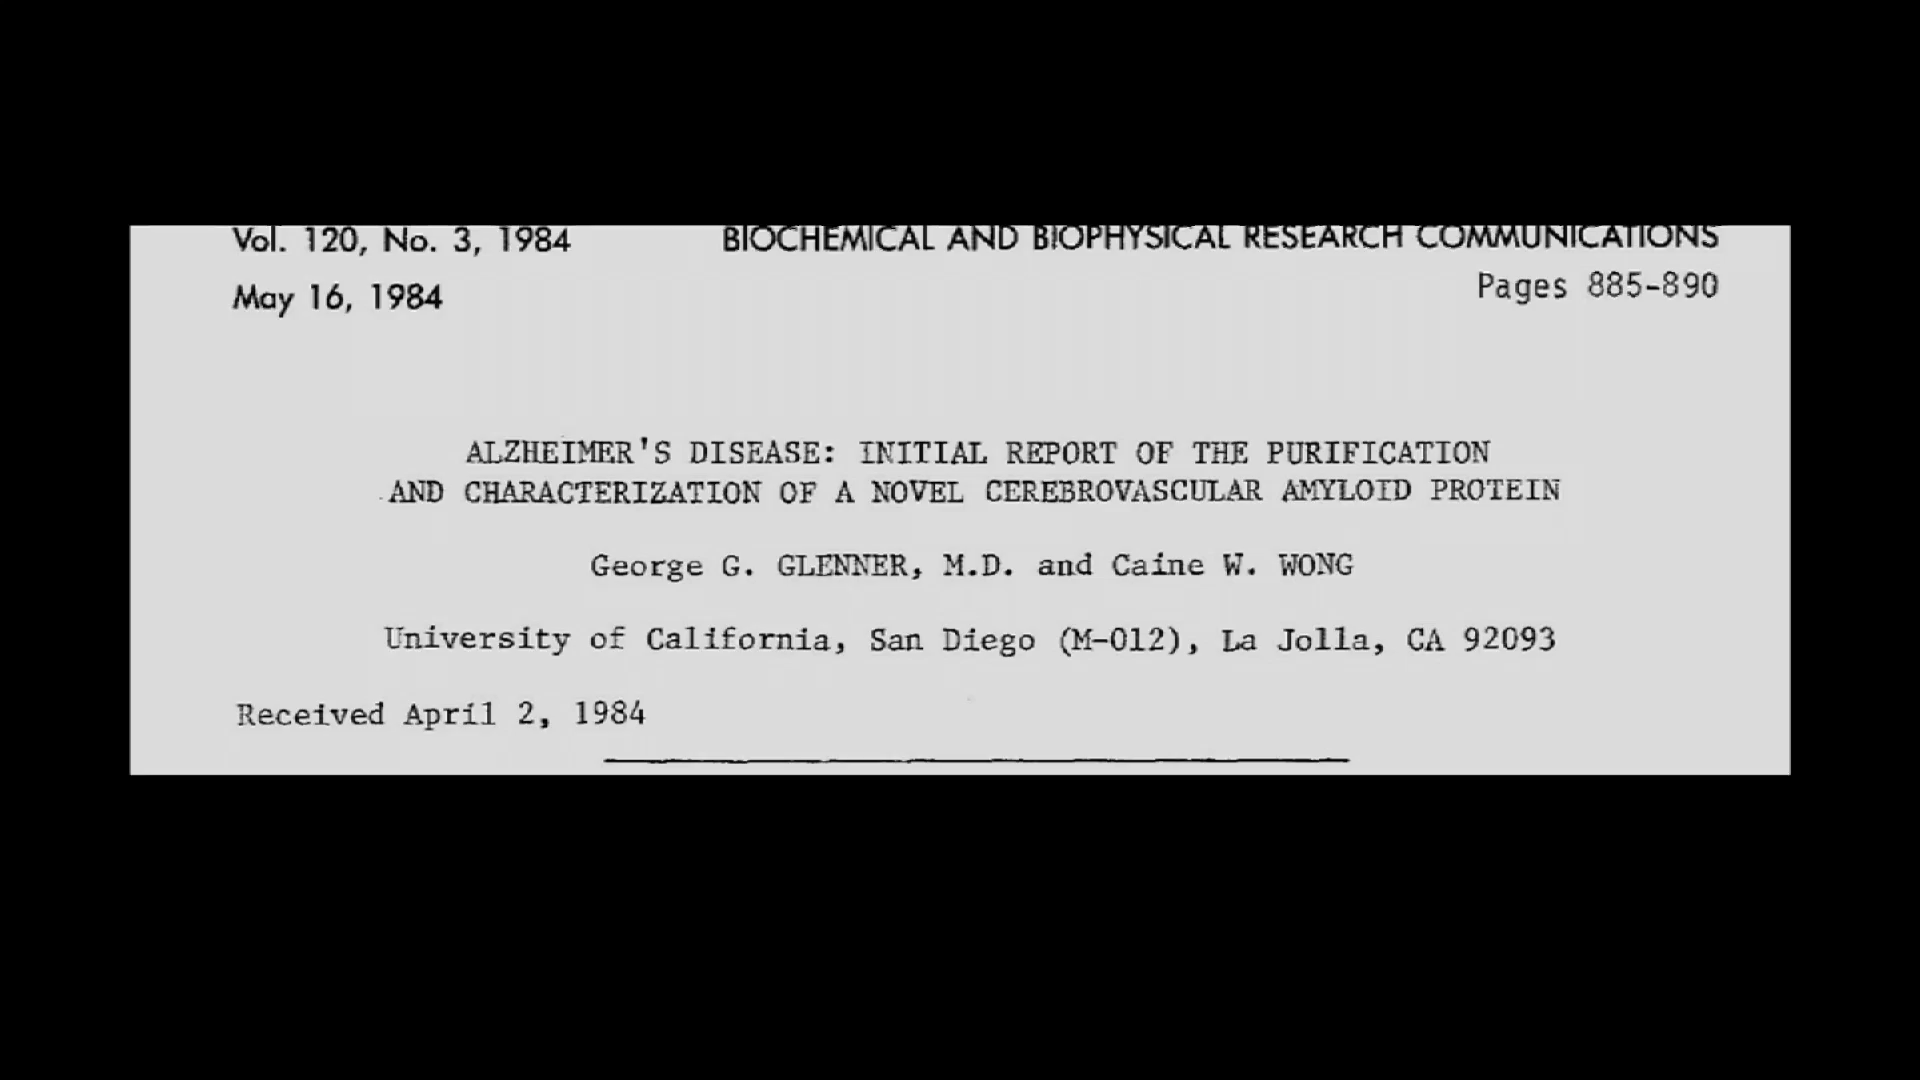 Vol. 120, No. 3, 1984 BIOCHEMICAL AND BIOPHYSICAL RESEARCH COMMUNICATIONS
May 16, 1984 Pages 885-890
ALZHEIMER'S DISEASE: INITIAL REPORT OF THE PURIFICATION
AND CHARACTERIZATION OF A NOVEL CEREBROVASCULAR AMYLOID PROTEIN
George G. GLENNER, M.D. and Caine W. WONG
University of California, San Diego (M-012), La Jolla, CA 92093
Received April 2, 1984